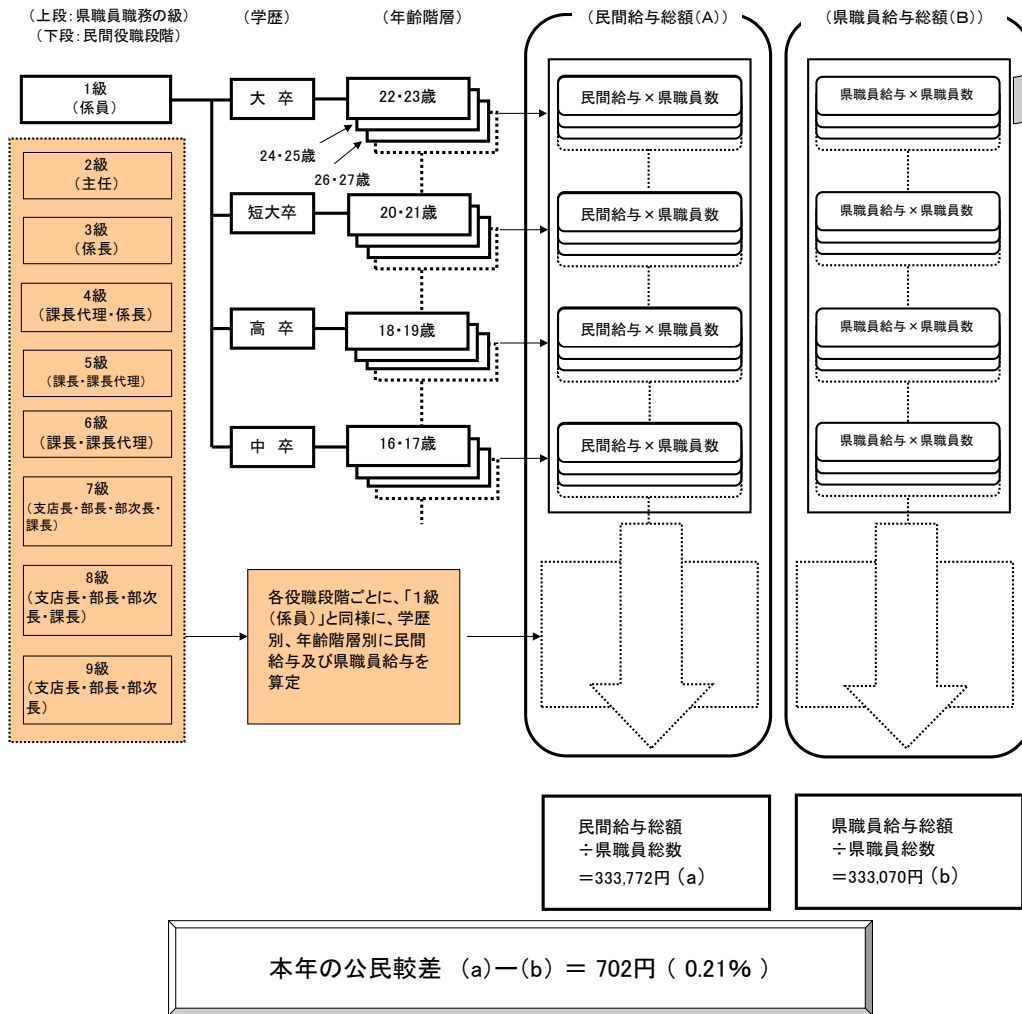 (上段:県職員職務の級)
(下段:民間役職段階)
(学歴)
(年齢階層)
(民間給与総額(A))
(県職員給与総額(B))
1級
(係員)
大 卒
22・23歳
24・25歳
26・27歳
民間給与×県職員数
県職員給与×県職員数
2級
(主任)
短大卒
20・21歳
民間給与×県職員数
県職員給与×県職員数
3級
(係長)
4級
(課長代理・係長)
高 卒
18・19歳
民間給与×県職員数
県職員給与×県職員数
5級
(課長・課長代理)
6級
(課長・課長代理)
中 卒
16・17歳
民間給与×県職員数
県職員給与×県職員数
7級
(支店長・部長・部次長・
課長)
8級
(支店長・部長・部次
長・課長)
9級
(支店長・部長・部次
長)
各役職段階ごとに、「1級
(係員)」と同様に、学歴
別、年齢階層別に民間
給与及び県職員給与を
算定
民間給与総額
÷県職員総数
=333,772円 (a)
県職員給与総額
÷県職員総数
=333,070円 (b)
本年の公民較差 (a)ー(b) = 702円 ( 0.21% )